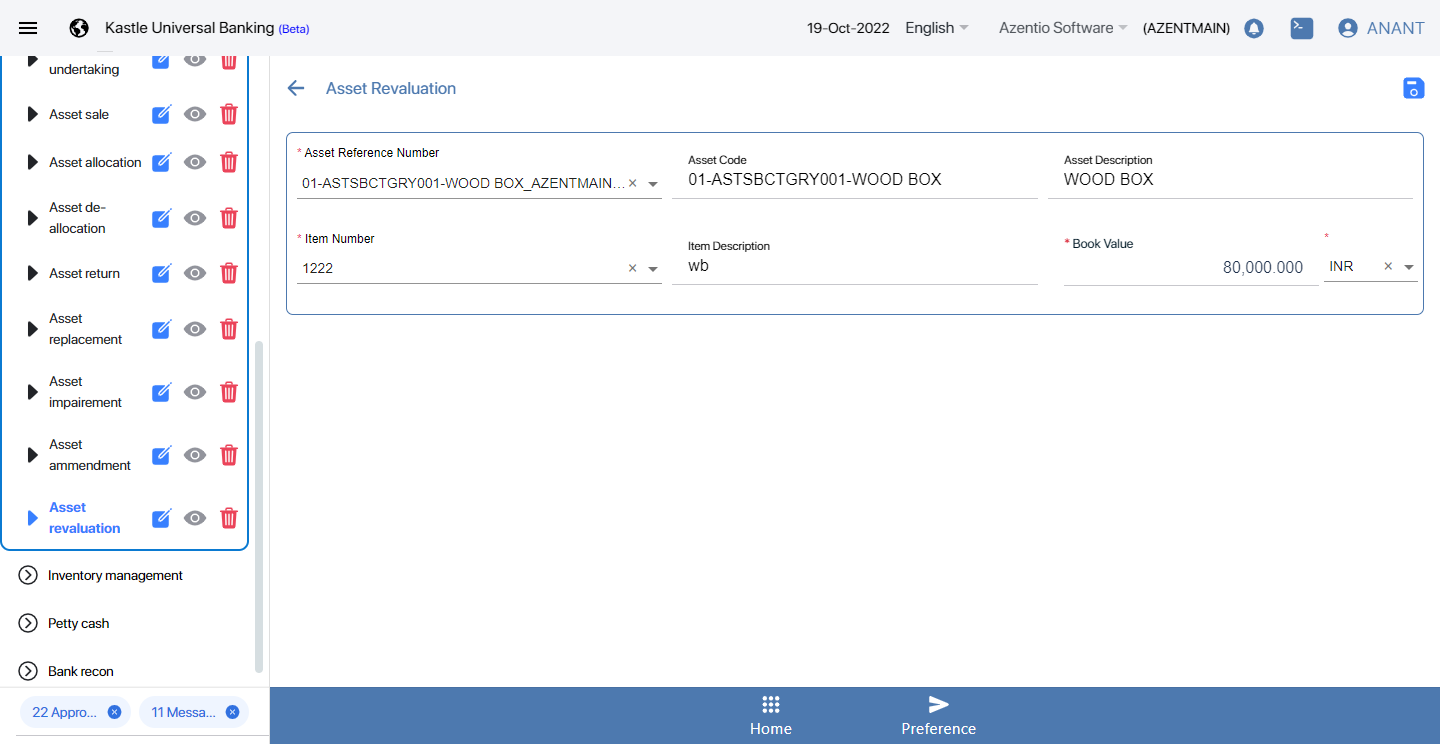 Kastle Universal Banking (Beta)
19-Oct-2022
English
Azentio Software
(AZENTMAIN)
ANANT
undertaking
Asset sale
Asset allocation
Asset de-
allocation
Asset return
Asset
replacement
Asset
impairement
Asset
ammendment
Asset
revaluation
Inventory management
Petty cash
Bank recon
22 Appro...
11 Messa...
Asset Revaluation
* Asset Reference Number
01-ASTSBCTGRY001-WOOD BOX_AZENTMAIN...
Asset Code
01-ASTSBCTGRY001-WOOD BOX
Asset Description
WOOD BOX
* Item Number
1222
Item Description
wb
* Book Value
80,000.000
*
INR
Home
Preference